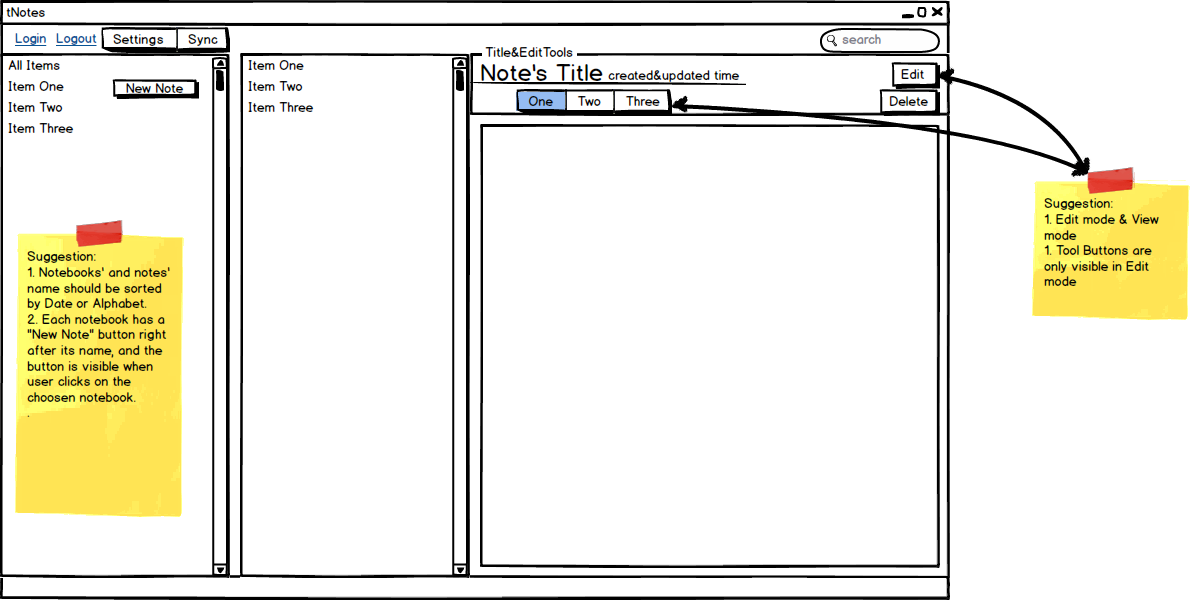 tNotes
Login Logout Settings Sync
search
All Items
Item One
New Note
Item Two
Item Three
Item One
Item Two
Item Three
Title&EditTools
Note's Title created&updated time
Edit
One Two Three
Delete
Suggestion:
1. Notebooks' and notes'
name should be sorted
by Date or Alphabet.
2. Each notebook has a
"New Note" button right
after its name, and the
button is visible when
user clicks on the
choosen notebook.
.
Suggestion:
1. Edit mode & View
mode
1. Tool Buttons are
only visible in Edit
mode